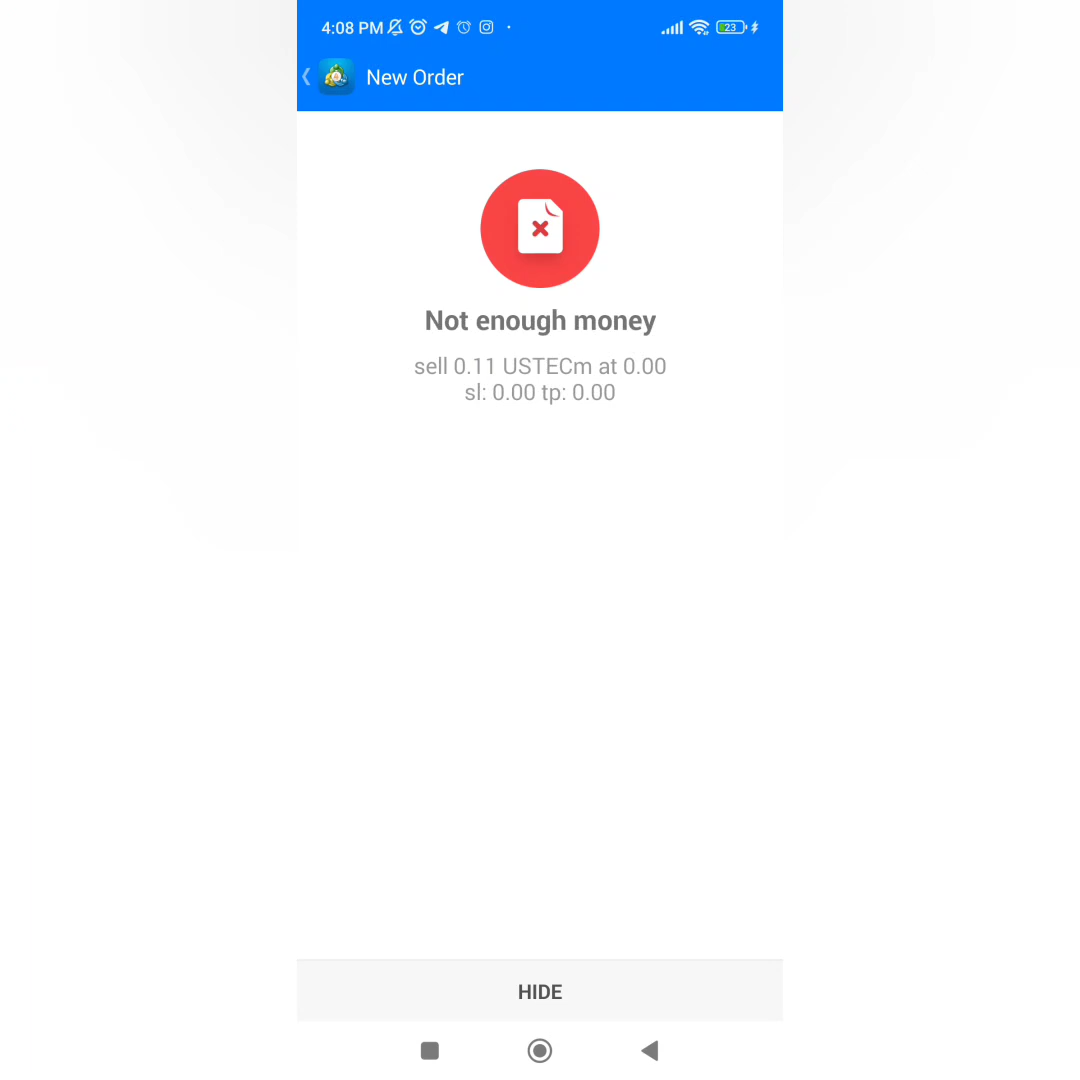 4:08 PM
23
New Order
Not enough money
sell 0.11 USTECm at 0.00
sl: 0.00 tp: 0.00
HIDE